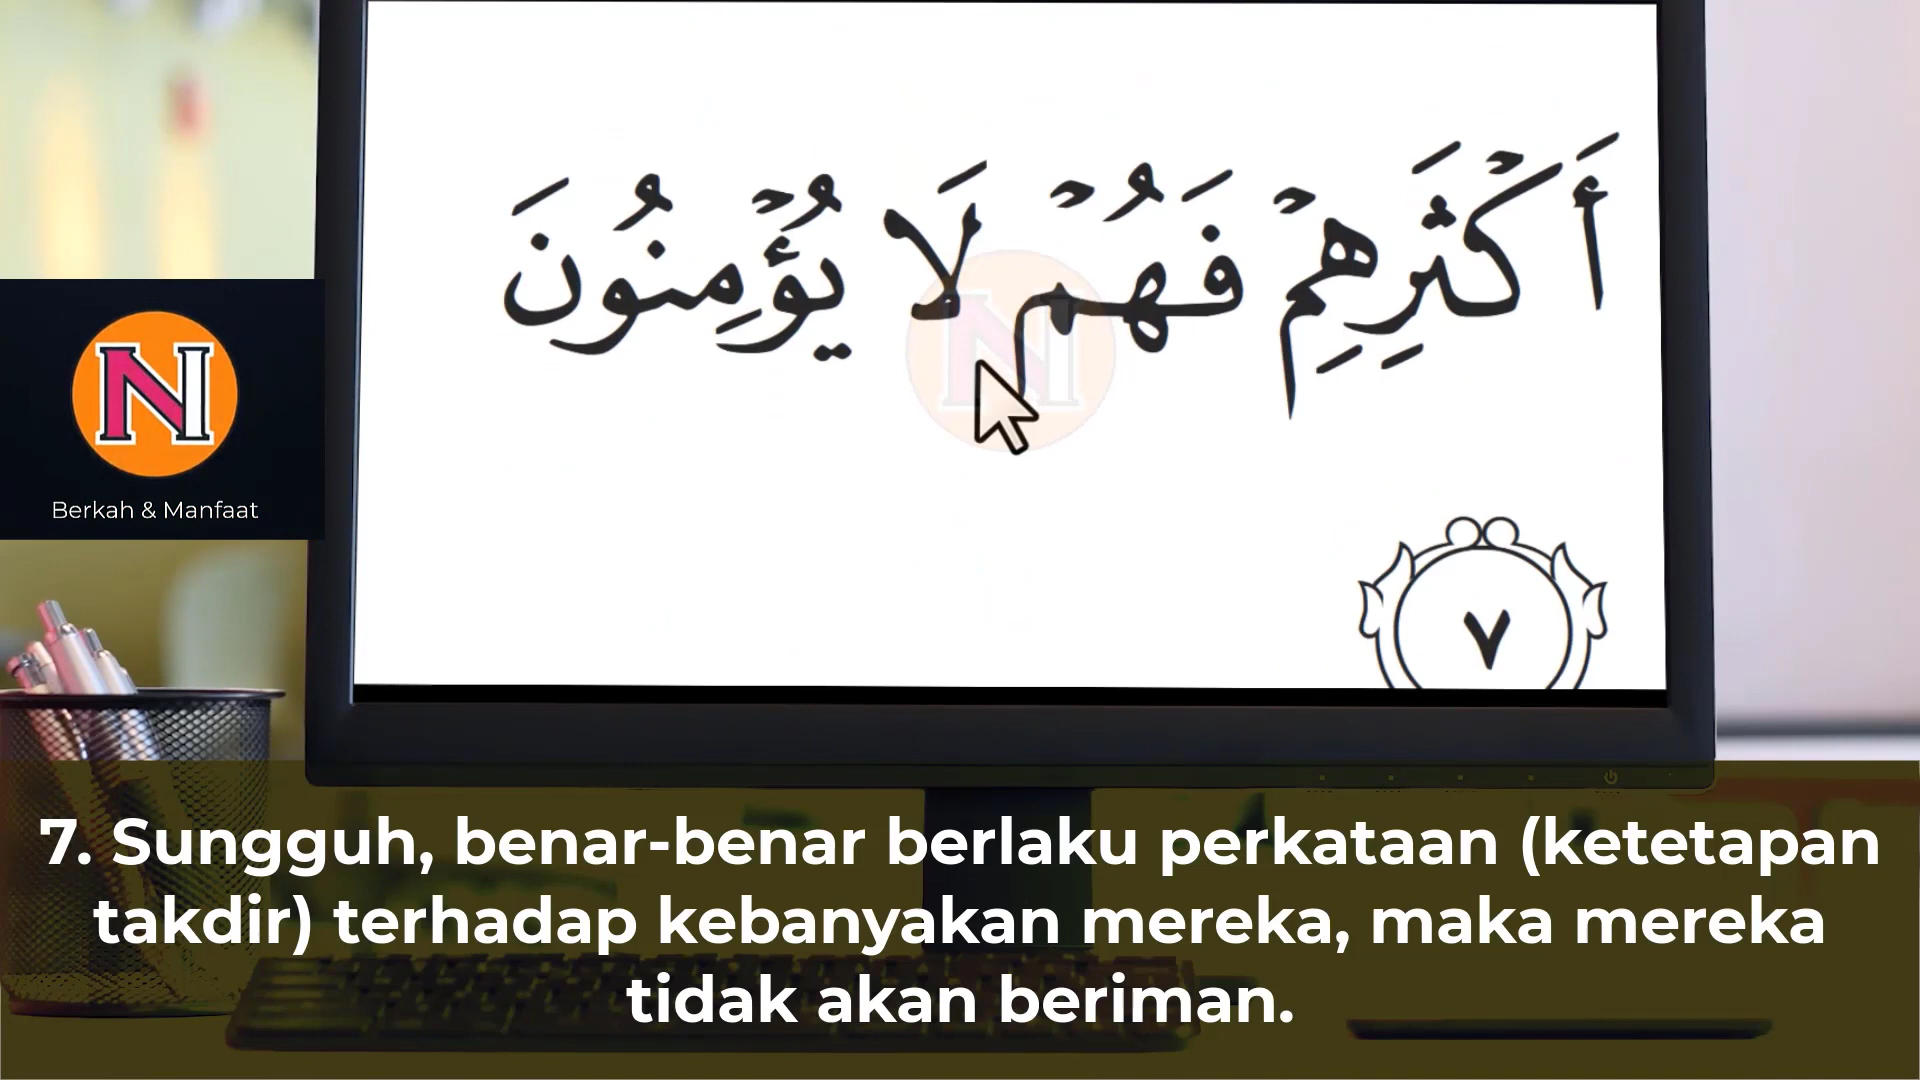 أَكْثَرِهِمْ فَهُمْ لَا يُؤْمِنُونَ
٧
N
Berkah & Manfaat
7. Sungguh, benar-benar berlaku perkataan (ketetapan
takdir) terhadap kebanyakan mereka, maka mereka
tidak akan beriman.